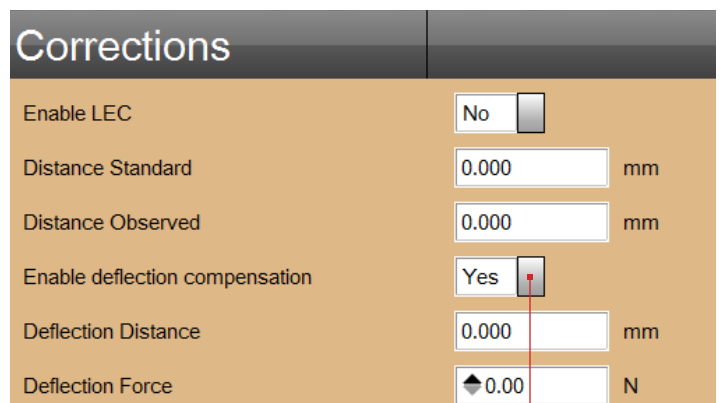 Corrections
Enable LEC No
Distance Standard 0.000 mm
Distance Observed 0.000 mm
Enable deflection compensation Yes
Deflection Distance 0.000 mm
Deflection Force 0.00 N